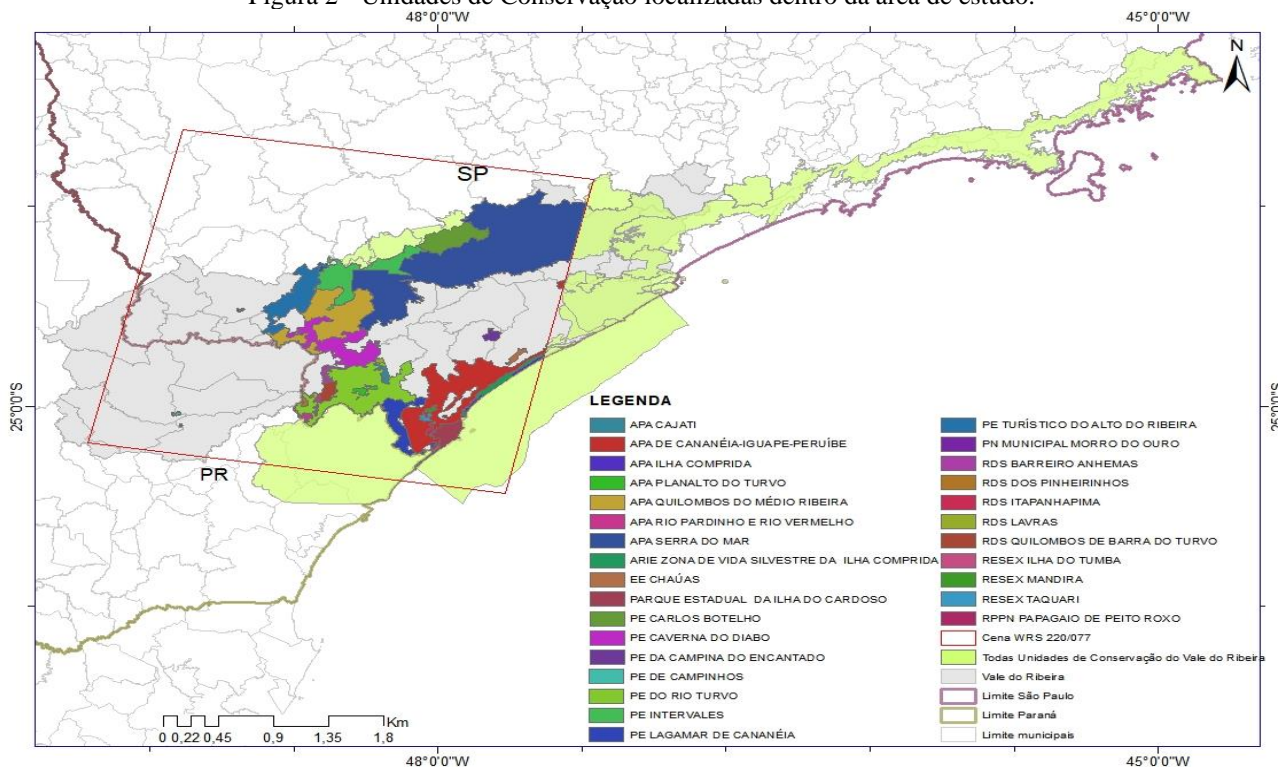 Figura 2 - Unidades de Conservação localizadas dentro da área de estudo.
48°0'0"W
45°0'0"W
N
SP
PR
25°0'0"S
25°0'0"S
LEGENDA
APA CAJATI
APA DE CANANÉIA-IGUAPE-PERUÍBE
APA ILHA COMPRIDA
APA PLANALTO DO TURVO
APA QUILOMBOS DO MÉDIO RIBEIRA
APA RIO PARDINHO E RIO VERMELHO
APA SERRA DO MAR
ARIE ZONA DE VIDA SILVESTRE DA ILHA COMPRIDA
EE CHAÚAS
PARQUE ESTADUAL DA ILHA DO CARDOSO
PE CARLOS BOTELHO
PE CAVERNA DO DIABO
PE DA CAMPINA DO ENCANTADO
PE DE CAMPINHOS
PE DO RIO TURVO
PE INTERVALES
PE LAGAMAR DE CANANÉIA
PE TURÍSTICO DO ALTO DO RIBEIRA
PN MUNICIPAL MORRO DO OURO
RDS BARREIRO ANHEMAS
RDS DOS PINHEIRINHOS
RDS ITAPANHAPIMA
RDS LAVRAS
RDS QUILOMBOS DE BARRA DO TURVO
RESEX ILHA DO TUMBA
RESEX MANDIRA
RESEX TAQUARI
RPPN PAPAGAIO DE PEITO ROXO
Cena WRS 220/077
Todas Unidades de Conservação do Vale do Ribeira
Vale do Ribeira
Limite São Paulo
Limite Paraná
Limite municipais
Km
0 0,22 0,45 0,9 1,35 1,8
48°0'0"W
45°0'0"W